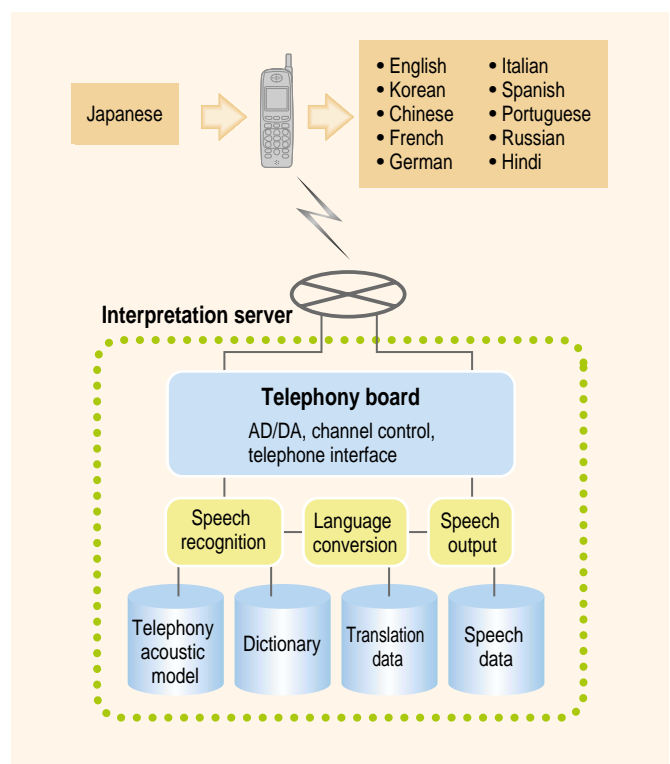 Japanese
• English
• Korean
• Chinese
• French
• German
• Italian
• Spanish
• Portuguese
• Russian
• Hindi
Interpretation server
Telephony board
AD/DA, channel control,
telephone interface
Speech
recognition
Language
conversion
Speech
output
Telephony
acoustic
model
Dictionary
Translation
data
Speech
data